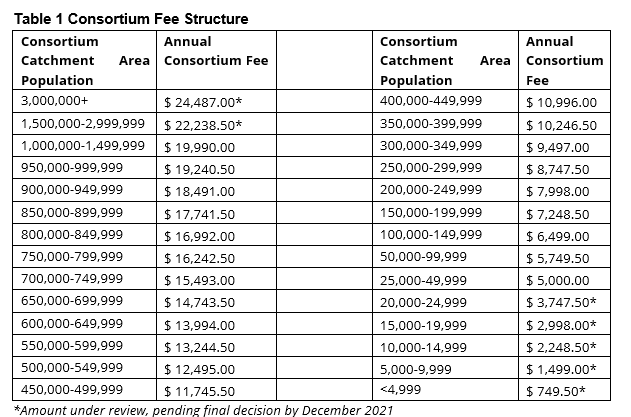 Table 1 Consortium Fee Structure
Consortium Catchment Area Population | Annual Consortium Fee | | Consortium Catchment Area Population | Annual Consortium Fee
3,000,000+ | $ 24,487.00* | | 400,000-449,999 | $ 10,996.00
1,500,000-2,999,999 | $ 22,238.50* | | 350,000-399,999 | $ 10,246.50
1,000,000-1,499,999 | $ 19,990.00 | | 300,000-349,999 | $ 9,497.00
950,000-999,999 | $ 19,240.50 | | 250,000-299,999 | $ 8,747.50
900,000-949,999 | $ 18,491.00 | | 200,000-249,999 | $ 7,998.00
850,000-899,999 | $ 17,741.50 | | 150,000-199,999 | $ 7,248.50
800,000-849,999 | $ 16,992.00 | | 100,000-149,999 | $ 6,499.00
750,000-799,999 | $ 16,242.50 | | 50,000-99,999 | $ 5,749.50
700,000-749,999 | $ 15,493.00 | | 25,000-49,999 | $ 5,000.00
650,000-699,999 | $ 14,743.50 | | 20,000-24,999 | $ 3,747.50*
600,000-649,999 | $ 13,994.00 | | 15,000-19,999 | $ 2,998.00*
550,000-599,999 | $ 13,244.50 | | 10,000-14,999 | $ 2,248.50*
500,000-549,999 | $ 12,495.00 | | 5,000-9,999 | $ 1,499.00*
450,000-499,999 | $ 11,745.50 | | <4,999 | $ 749.50*
*Amount under review, pending final decision by December 2021